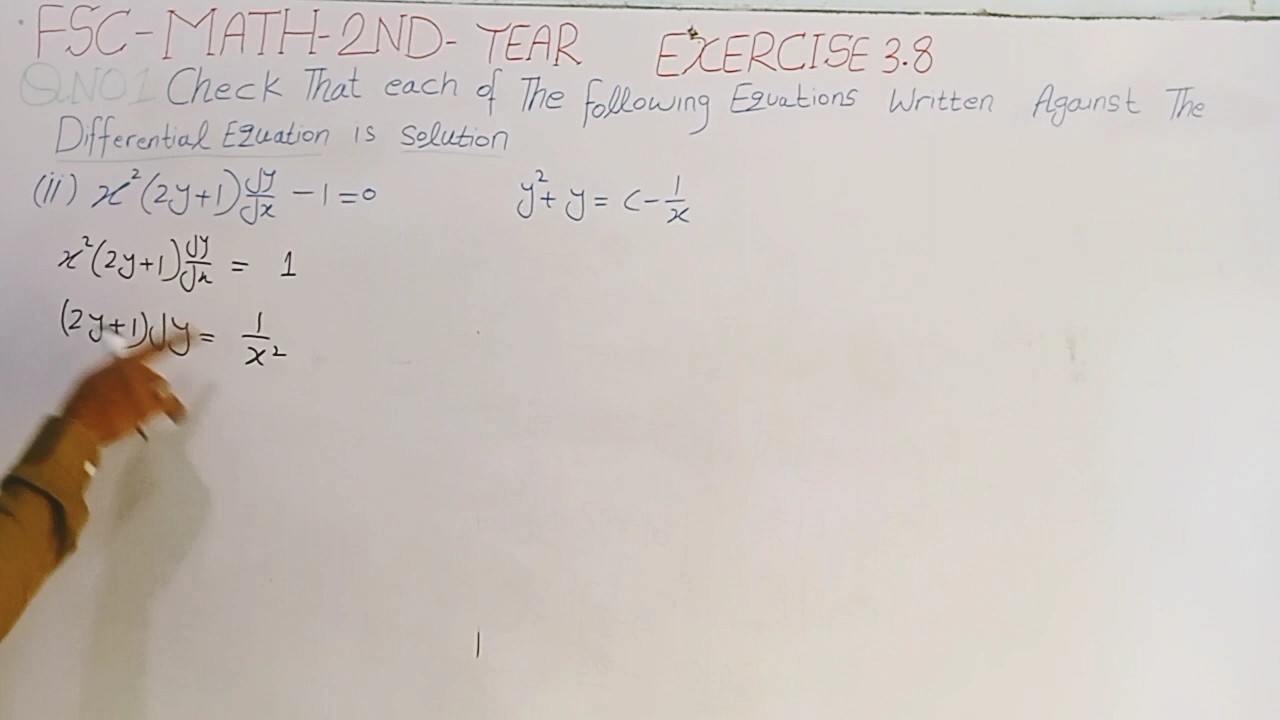 FSC-MATH-2ND-YEAR EXERCISE 3.8
Q.NO1 Check That each of The following Equations Written Against The
Differential Equation is Solution
(ii) x²(2y+1)dy/dx - 1 = 0 y² + y = c - 1/x
x²(2y+1)dy/dx = 1
(2y+1)dy = 1/x²